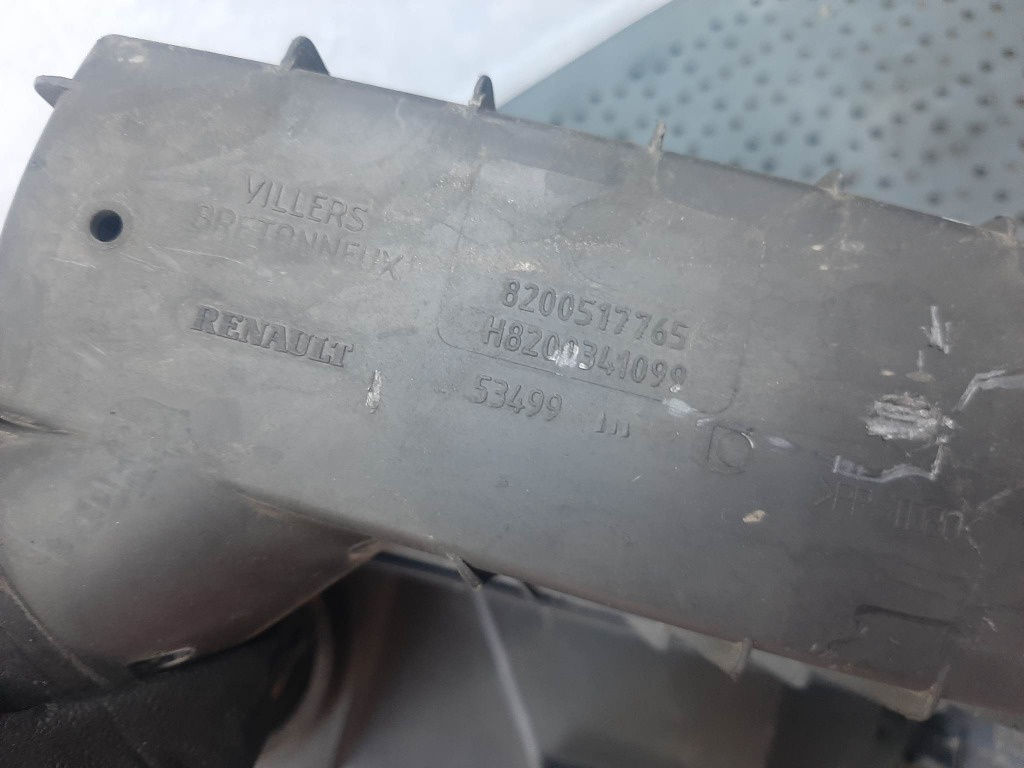 VILLERS
BRETONNEUX
RENAULT
8200517765
H8200341099
53499